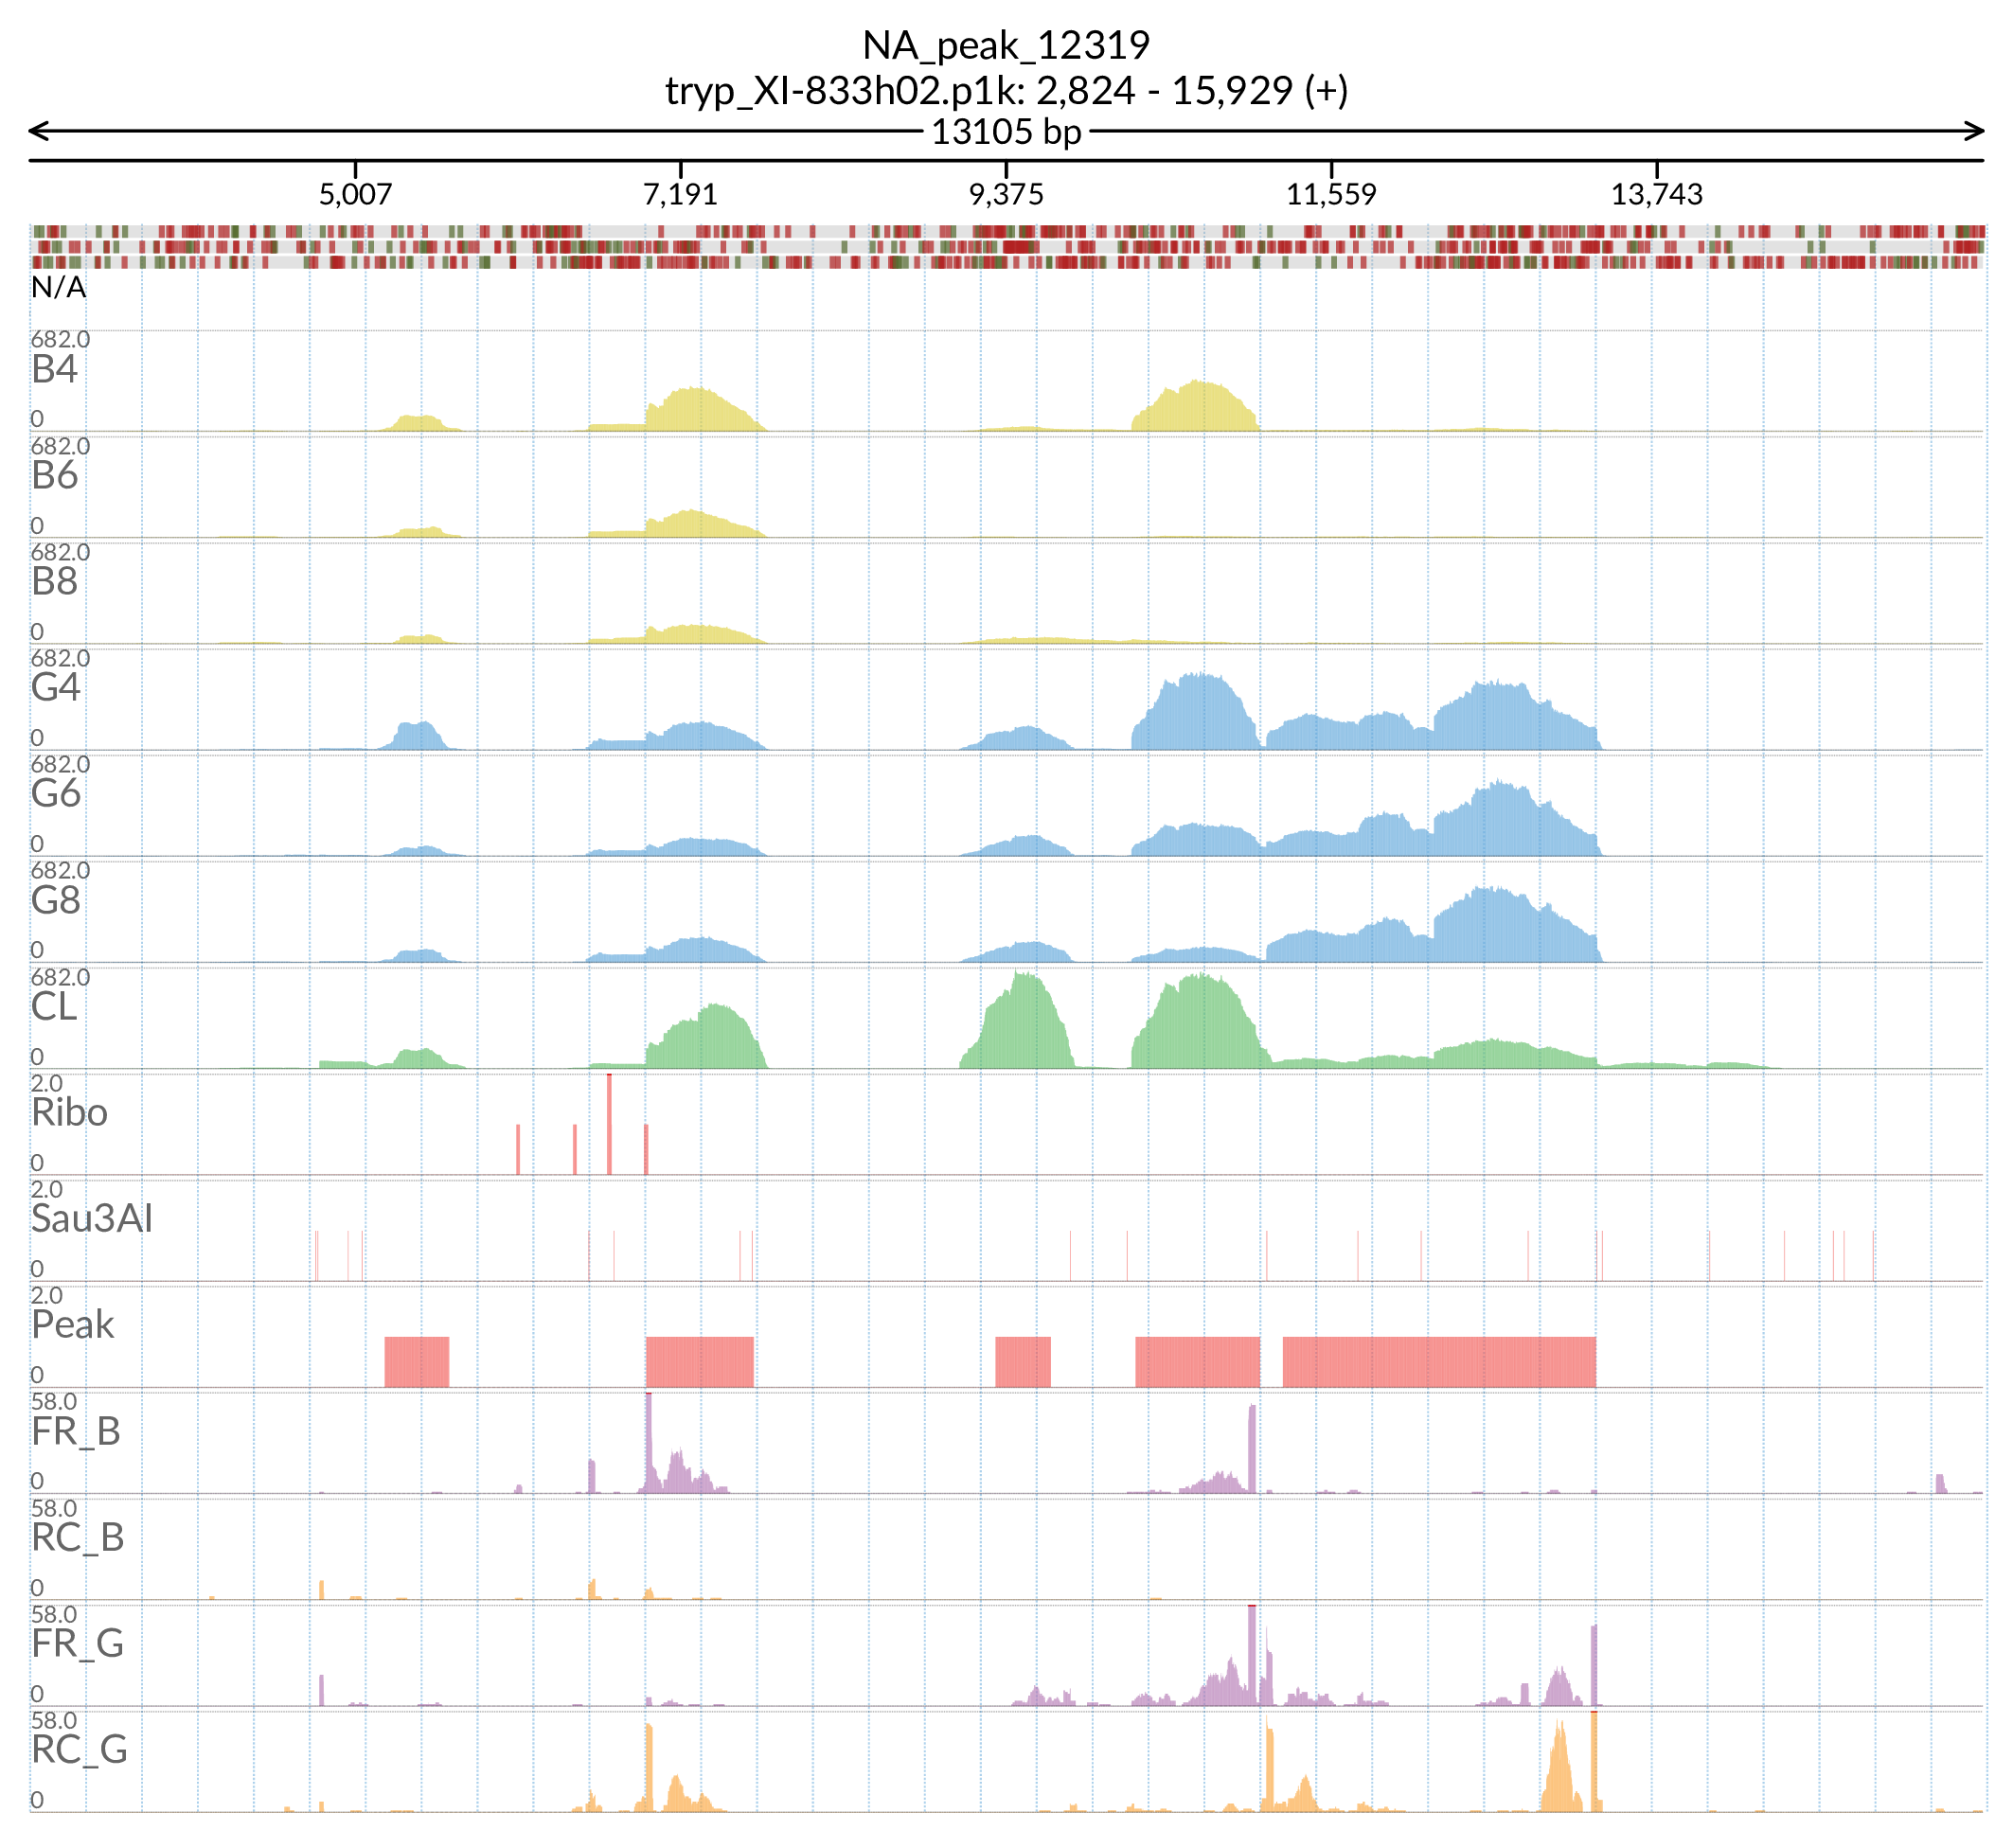 NA_peak_12319
tryp_XI-833h02.p1k: 2,824 - 15,929 (+)
13105 bp
5,007 7,191 9,375 11,559 13,743
N/A
682.0
B4
0
682.0
B6
0
682.0
B8
0
682.0
G4
0
682.0
G6
0
682.0
G8
0
682.0
CL
0
2.0
Ribo
0
2.0
Sau3AI
0
2.0
Peak
0
58.0
FR_B
0
58.0
RC_B
0
58.0
FR_G
0
58.0
RC_G
0